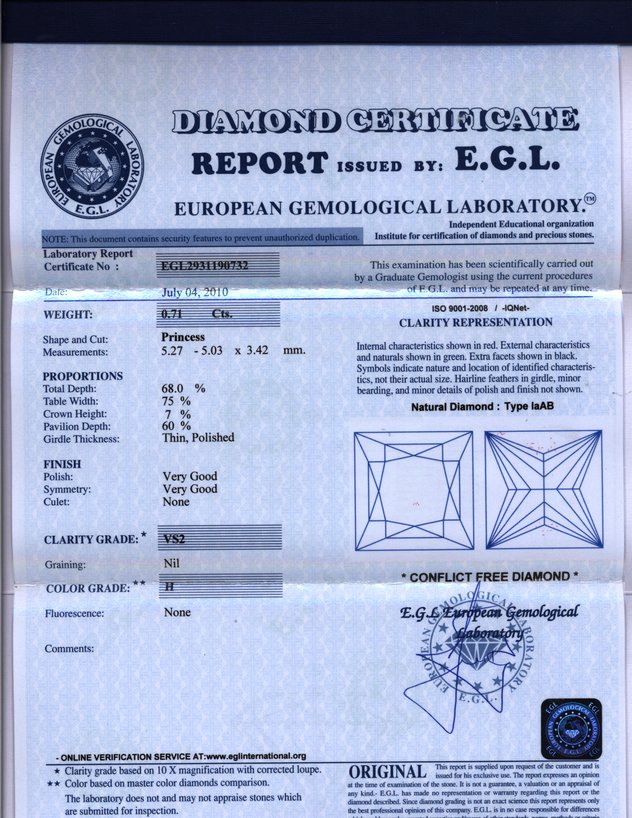 DIAMOND CERTIFICATE
REPORT ISSUED BY: E.G.L.
EUROPEAN GEMOLOGICAL LABORATORY.™
EUROPEAN GEMOLOGICAL LABORATORY
E.G.L.
Independent Educational organization
NOTE: This document contains security features to prevent unauthorized duplication.
Institute for certification of diamonds and precious stones.
Laboratory Report
Certificate No : EGL2931190732
Date: July 04, 2010
WEIGHT: 0.71 Cts.
Shape and Cut: Princess
Measurements: 5.27 - 5.03 x 3.42 mm.
PROPORTIONS
Total Depth: 68.0 %
Table Width: 75 %
Crown Height: 7 %
Pavilion Depth: 60 %
Girdle Thickness: Thin, Polished
FINISH
Polish: Very Good
Symmetry: Very Good
Culet: None
CLARITY GRADE: * VS2
Graining: Nil
COLOR GRADE: ** H
Fluorescence: None
Comments:
This examination has been scientifically carried out
by a Graduate Gemologist using the current procedures
of E.G.L. and may be repeated at any time.
ISO 9001-2008 / -IQNet-
CLARITY REPRESENTATION
Internal characteristics shown in red. External characteristics
and naturals shown in green. Extra facets shown in black.
Symbols indicate nature and location of identified characteris-
tics, not their actual size. Hairline feathers in girdle, minor
bearding, and minor details of polish and finish not shown.
Natural Diamond : Type IaAB
* CONFLICT FREE DIAMOND *
E.G.L European Gemological
Laboratory
EUROPEAN GEMOLOGICAL LABORATORY
E.G.L.
- ONLINE VERIFICATION SERVICE AT:www.eglinternational.org
★ Clarity grade based on 10 X magnification with corrected loupe.
★★ Color based on master color diamonds comparison.
The laboratory does not and may not appraise stones which
are submitted for inspection.
EGL EGL
EGL EGL
ORIGINAL This report is supplied upon request of the customer and is
issued for his exclusive use. The report expresses an opinion
at the time of examination of the stone. It is not a guarantee, a valuation or an appraisal of
any kind.- E.G.L. has made no representation or warranty regarding this report or the
diamond described. Since diamond grading is not an exact science this report represents only
the best professional opinion of this company. E.G.L. is in no case responsible for differences